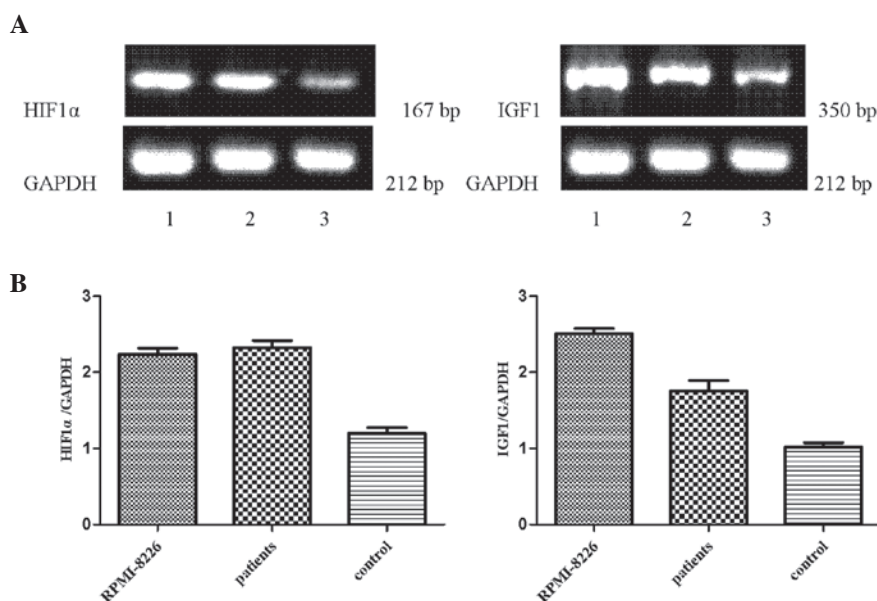 A
HIF1α 167 bp
GAPDH 212 bp
1 2 3
IGF1 350 bp
GAPDH 212 bp
1 2 3
B
HIF1α /GAPDH
3
2
1
0
RPMI-8226 patients control
IGF1/GAPDH
3
2
1
0
RPMI-8226 patients control